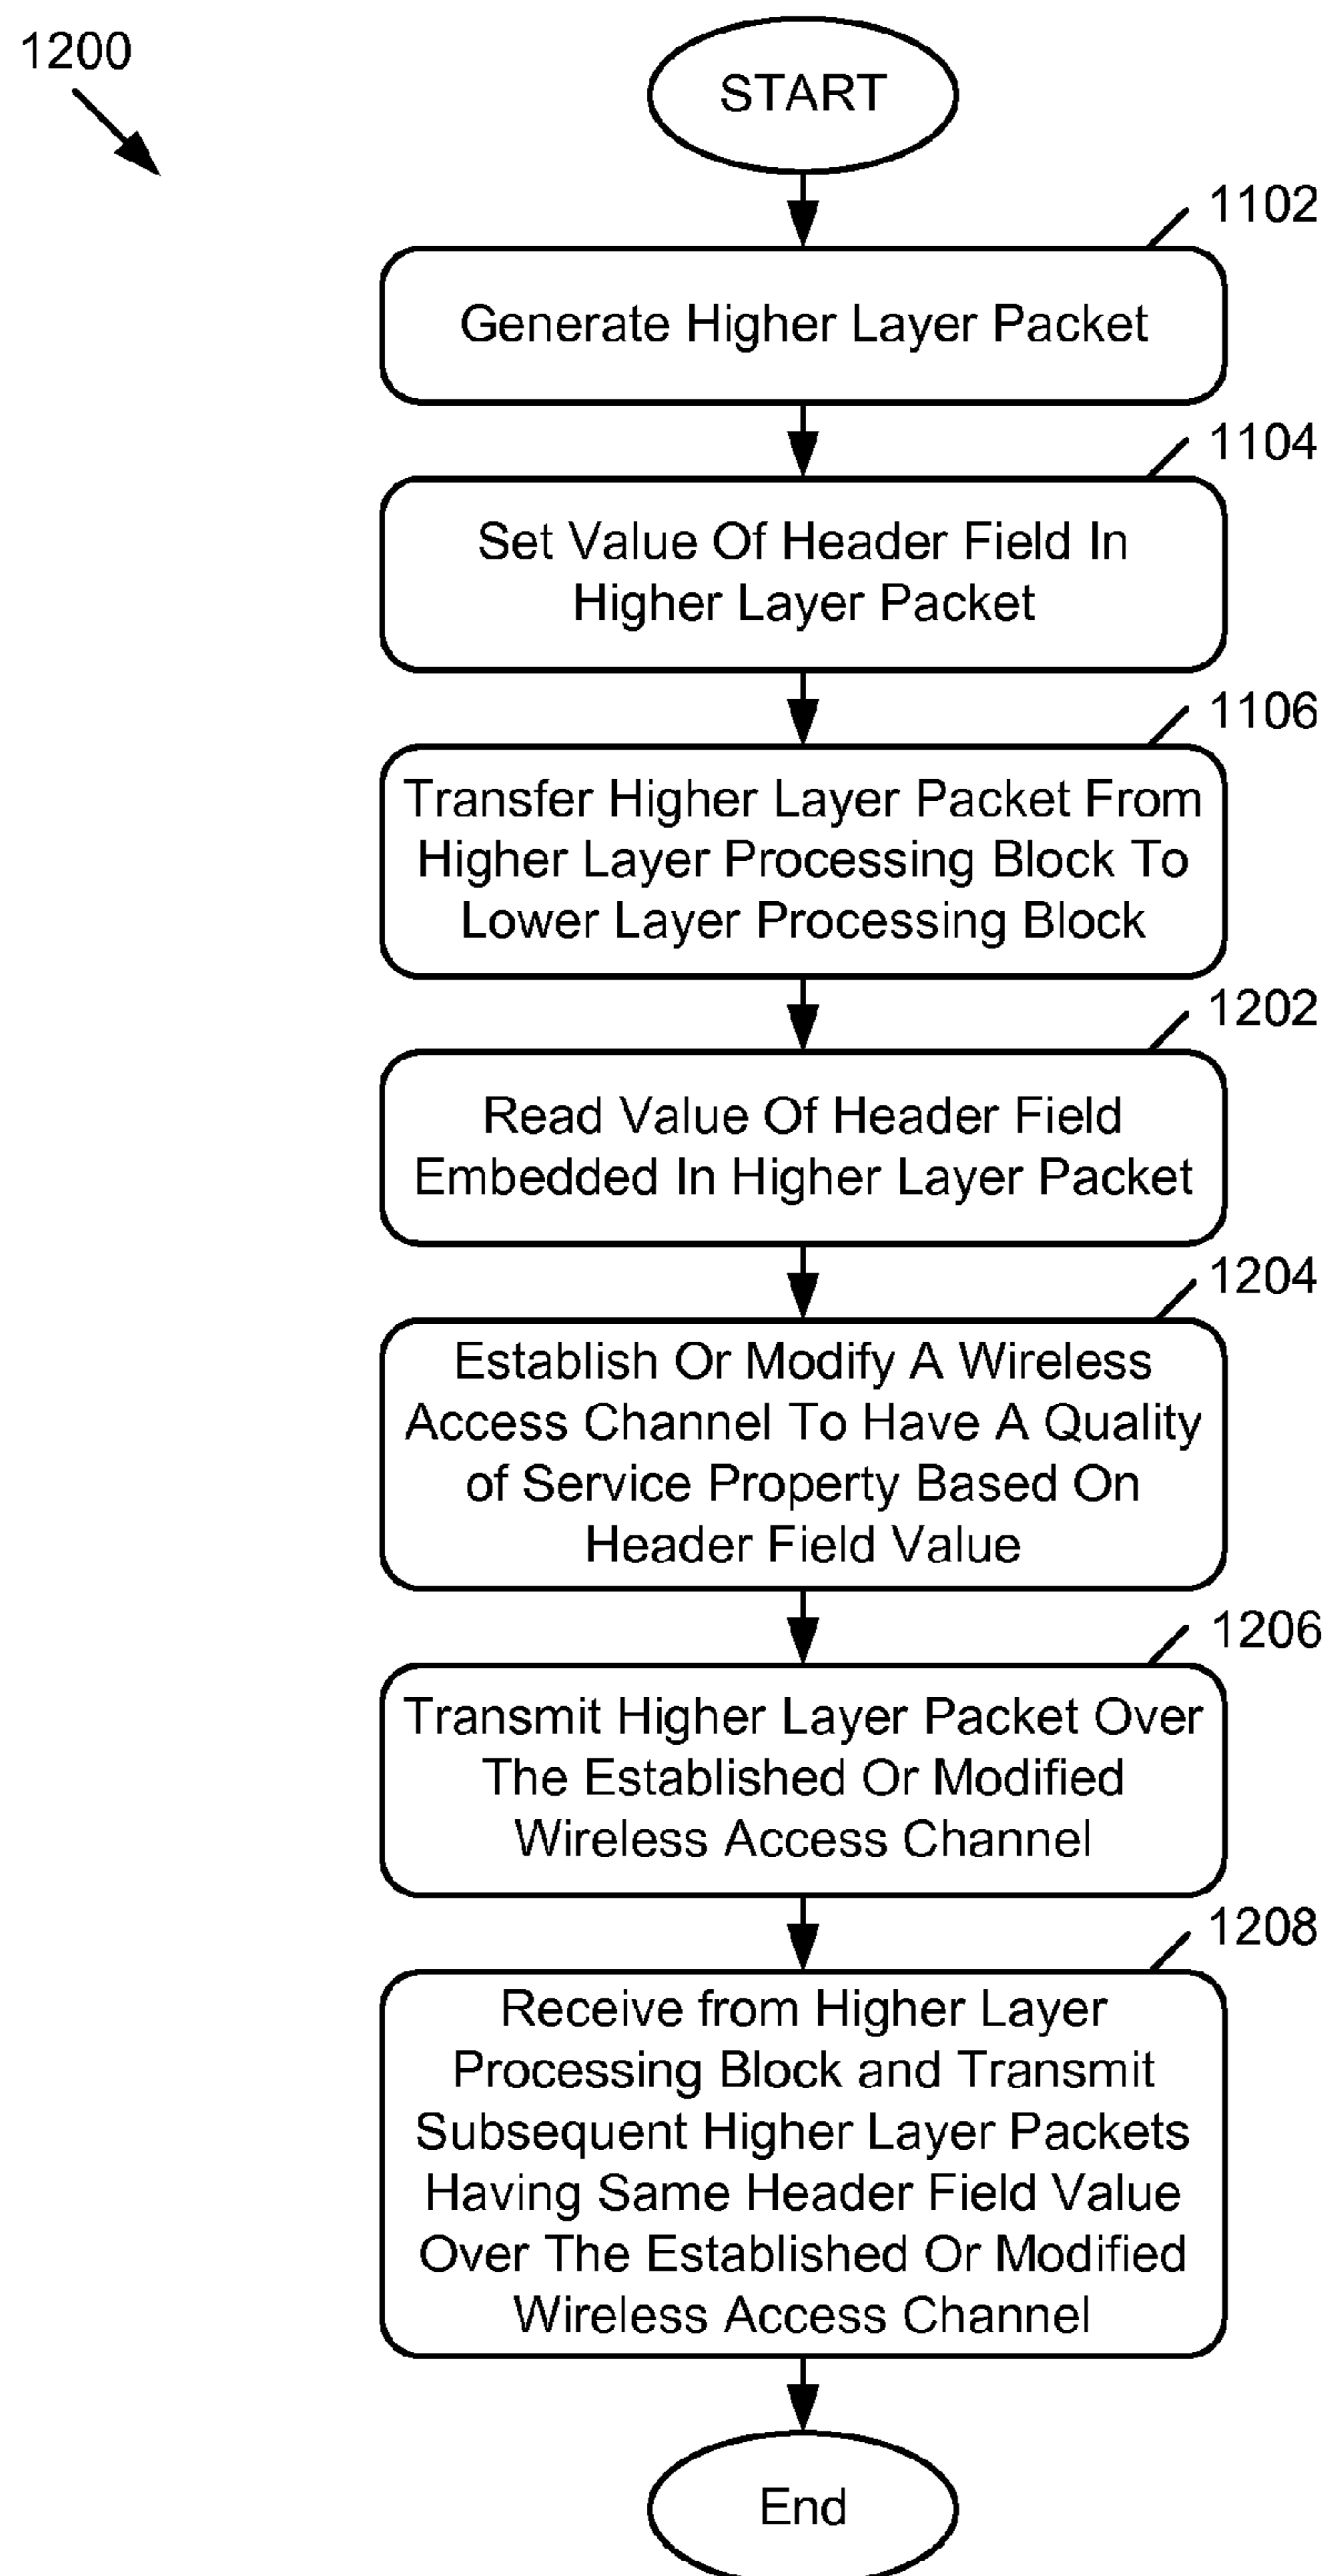 1200
START
1102
Generate Higher Layer Packet
1104
Set Value Of Header Field In
Higher Layer Packet
1106
Transfer Higher Layer Packet From
Higher Layer Processing Block To
Lower Layer Processing Block
1202
Read Value Of Header Field
Embedded In Higher Layer Packet
1204
Establish Or Modify A Wireless
Access Channel To Have A Quality
of Service Property Based On
Header Field Value
1206
Transmit Higher Layer Packet Over
The Established Or Modified
Wireless Access Channel
1208
Receive from Higher Layer
Processing Block and Transmit
Subsequent Higher Layer Packets
Having Same Header Field Value
Over The Established Or Modified
Wireless Access Channel
End